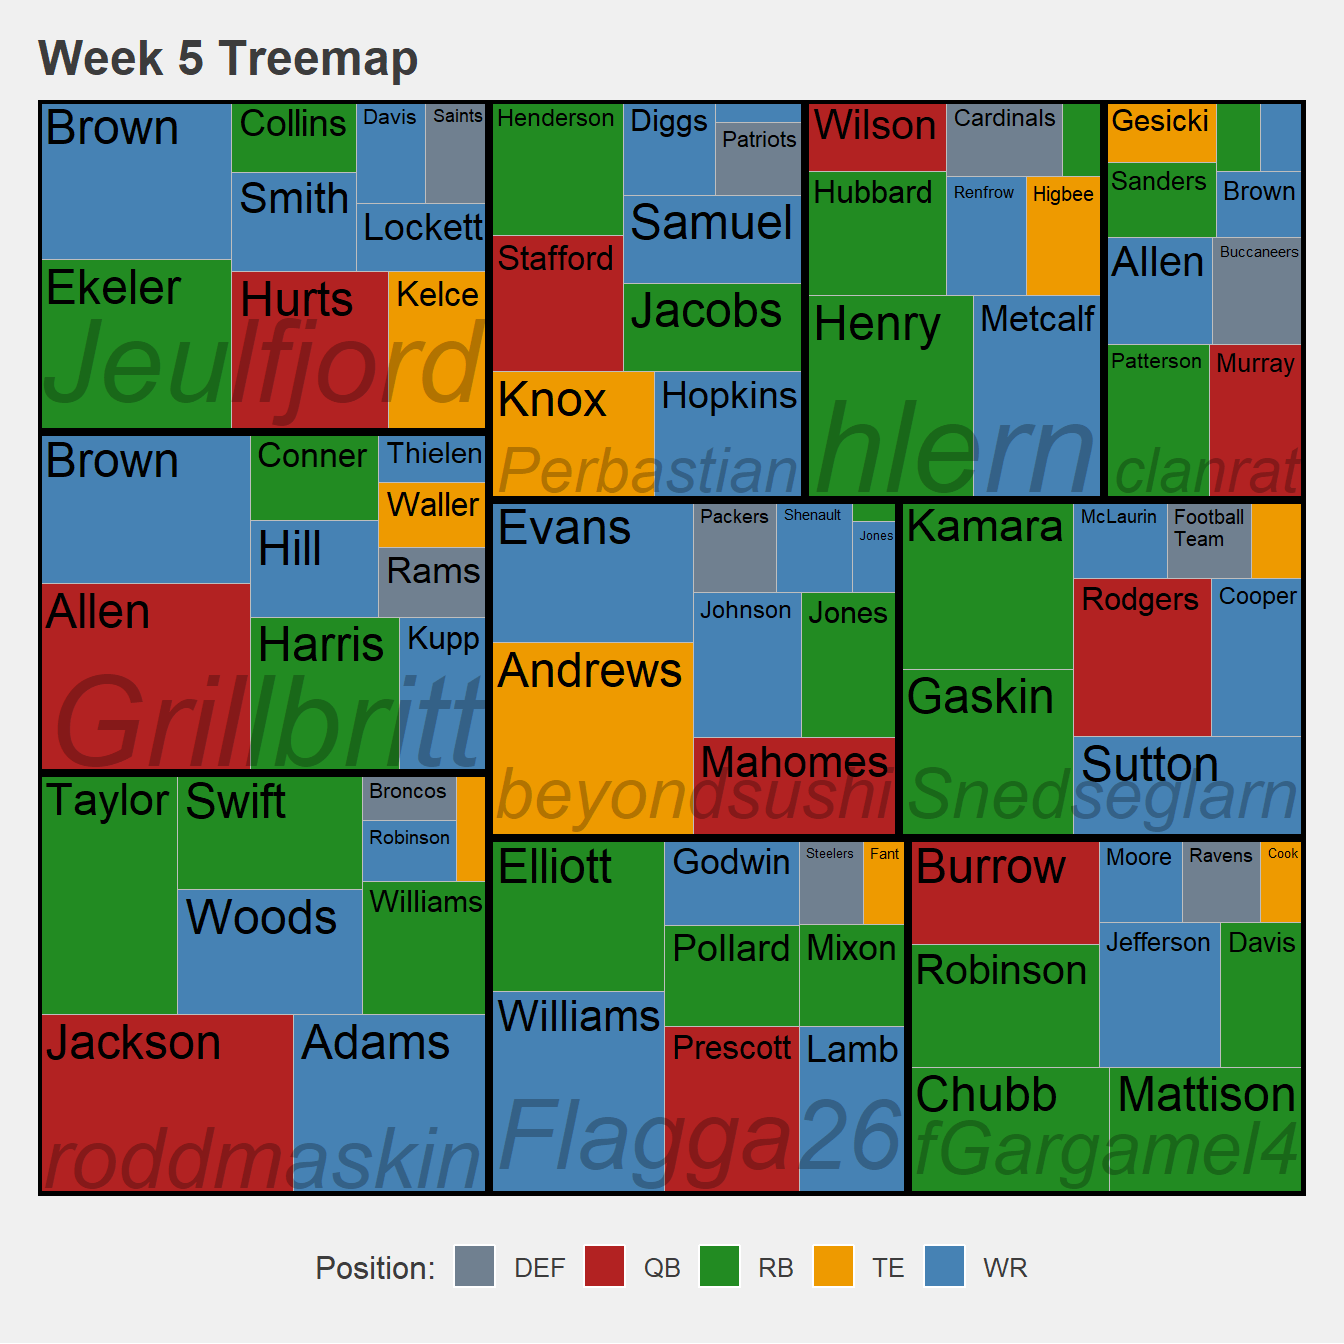 Week 5 Treemap
Brown
Collins
Davis
Saints
Smith
Lockett
Ekeler
Hurts
Kelce
Jeulfjord
Henderson
Diggs
Patriots
Samuel
Stafford
Jacobs
Knox
Hopkins
Perbastian
Wilson
Cardinals
Hubbard
Renfrow
Higbee
Henry
Metcalf
hlern
Gesicki
Sanders
Brown
Allen
Buccaneers
Patterson
Murray
clanrat
Brown
Conner
Thielen
Waller
Hill
Rams
Allen
Harris
Kupp
Grillbritt
Evans
Packers
Shenault
Jones
Johnson
Jones
Andrews
Mahomes
beyondsushi
Kamara
McLaurin
Football
Team
Rodgers
Cooper
Gaskin
Sutton
Snedseglarn
Taylor
Swift
Broncos
Robinson
Woods
Williams
Jackson
Adams
roddmaskin
Elliott
Godwin
Steelers
Fant
Pollard
Mixon
Williams
Prescott
Lamb
Flagga26
Burrow
Moore
Ravens
Cook
Robinson
Jefferson
Davis
Chubb
Mattison
fGargamel4
Position: DEF QB RB TE WR